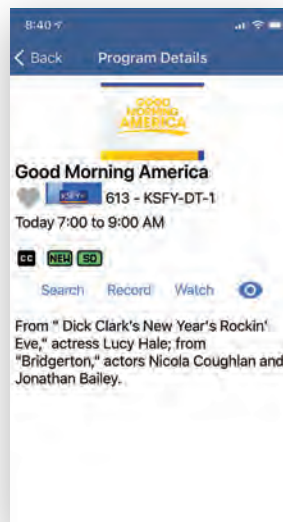 8:40
Back Program Details
GOOD
MORNING
AMERICA
Good Morning America
KSFY 613 - KSFY-DT-1
Today 7:00 to 9:00 AM
CC NEW SD
Search Record Watch
From " Dick Clark's New Year's Rockin'
Eve," actress Lucy Hale; from
"Bridgerton," actors Nicola Coughlan and
Jonathan Bailey.